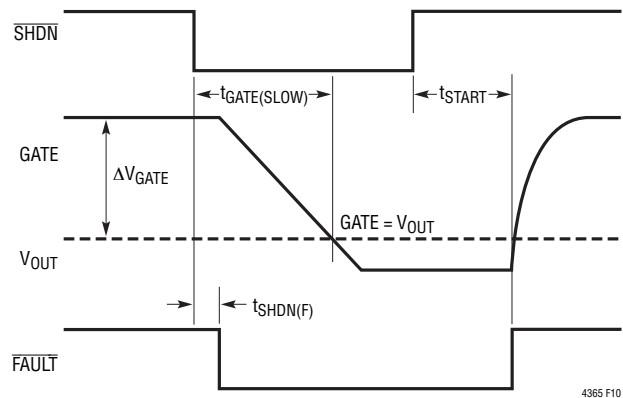 SHDN
tGATE(SLOW)
tSTART
GATE
ΔVGATE
GATE = VOUT
VOUT
tSHDN(F)
FAULT
4365 F10